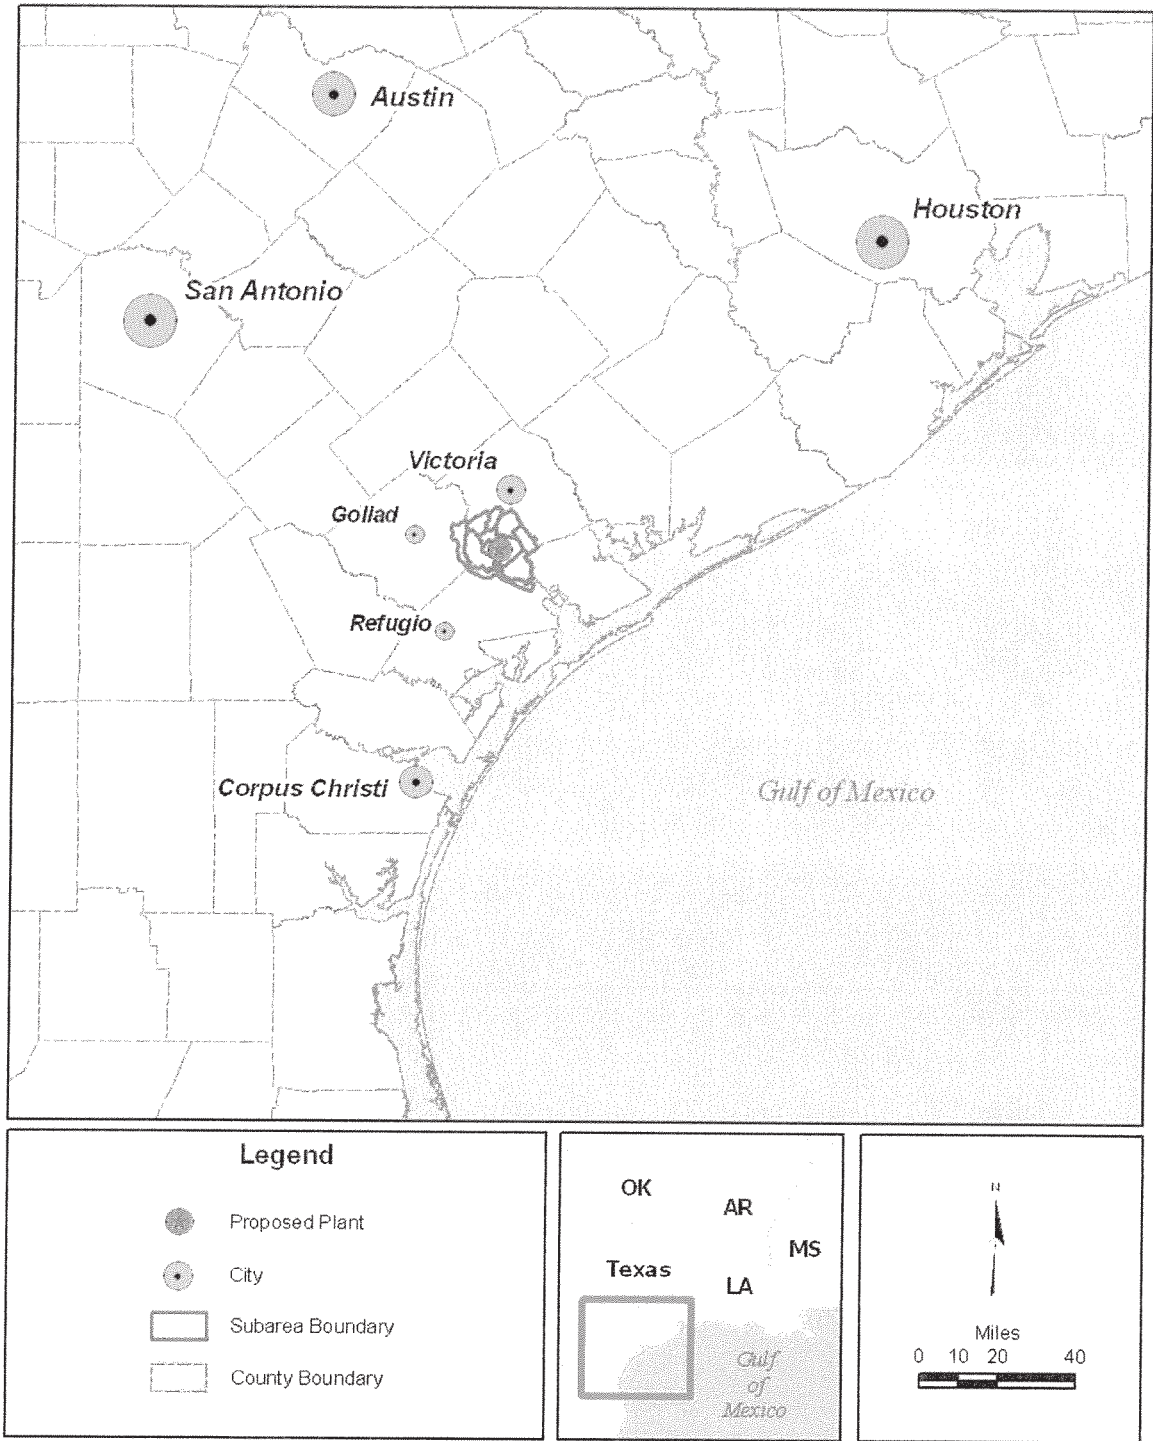 Austin
Houston
San Antonio
Victoria
Goliad
Refugio
Corpus Christi
Gulf of Mexico
Legend
Proposed Plant
City
Subarea Boundary
County Boundary
OK
AR
MS
Texas
LA
Gulf
of
Mexico
N
Miles
0 10 20 40